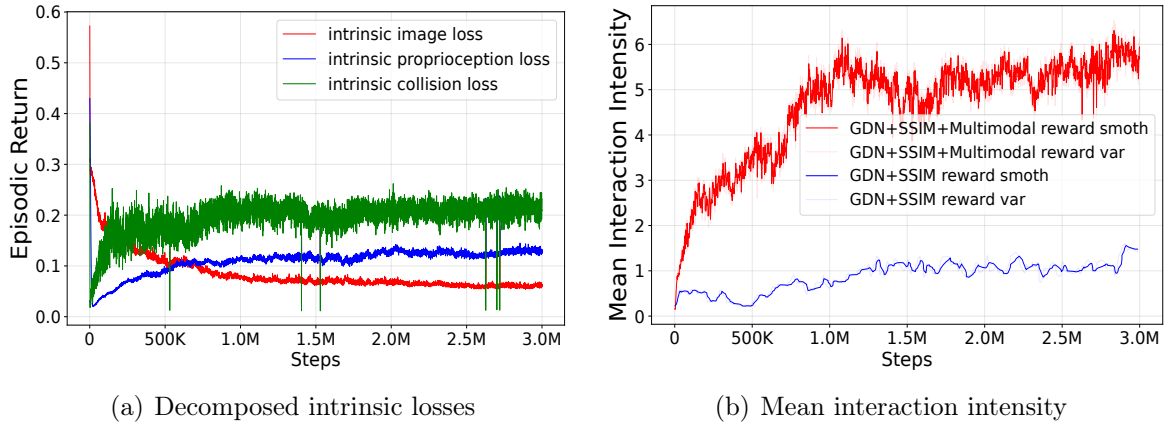 0.6
0.5
0.4
0.3
0.2
0.1
0.0
Episodic Return
intrinsic image loss
intrinsic proprioception loss
intrinsic collision loss
0 500K 1.0M 1.5M 2.0M 2.5M 3.0M
Steps
(a) Decomposed intrinsic losses
6
5
4
3
2
1
0
Mean Interaction Intensity
GDN+SSIM+Multimodal reward smoth
GDN+SSIM+Multimodal reward var
GDN+SSIM reward smoth
GDN+SSIM reward var
0 500K 1.0M 1.5M 2.0M 2.5M 3.0M
Steps
(b) Mean interaction intensity